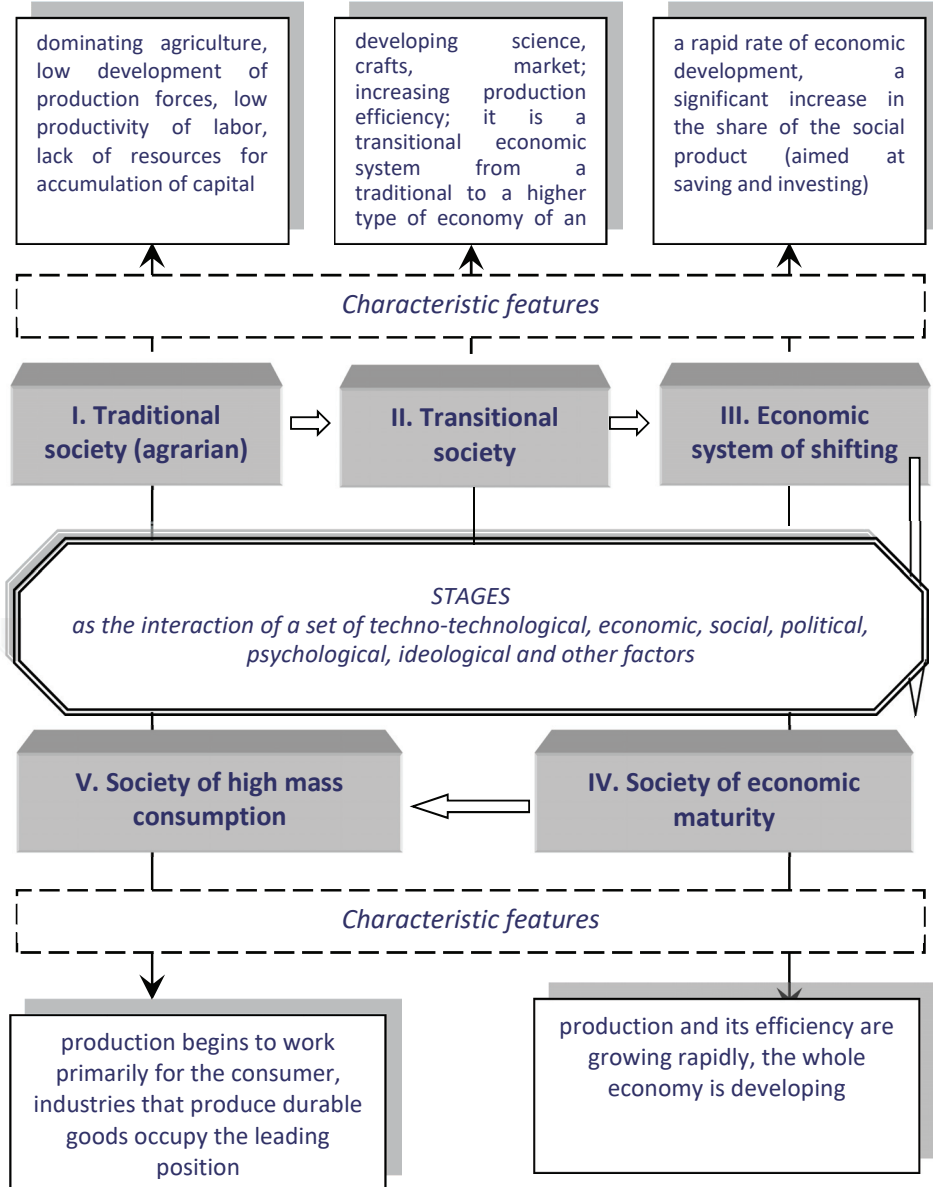 dominating agriculture,
low development of
production forces, low
productivity of labor,
lack of resources for
accumulation of capital
developing science,
crafts, market;
increasing production
efficiency; it is a
transitional economic
system from a
traditional to a higher
type of economy of an
a rapid rate of economic
development, a
significant increase in
the share of the social
product (aimed at
saving and investing)
Characteristic features
I. Traditional
society (agrarian)
II. Transitional
society
III. Economic
system of shifting
STAGES
as the interaction of a set of techno-technological, economic, social, political,
psychological, ideological and other factors
V. Society of high mass
consumption
IV. Society of economic
maturity
Characteristic features
production begins to work
primarily for the consumer,
industries that produce durable
goods occupy the leading
position
production and its efficiency are
growing rapidly, the whole
economy is developing